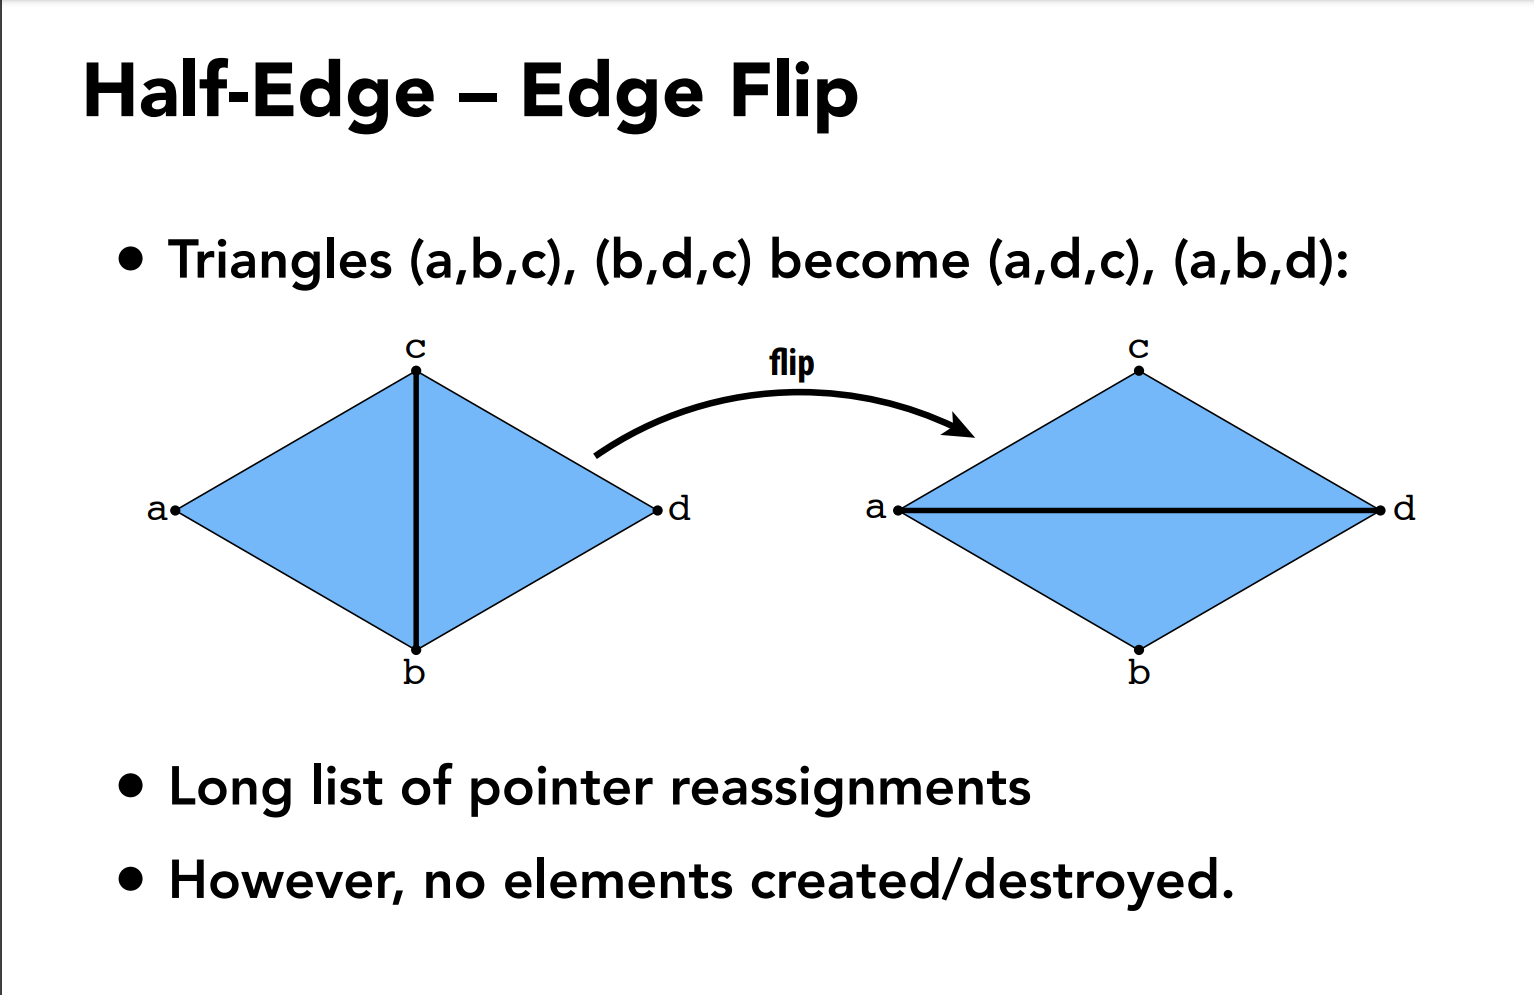 Half-Edge – Edge Flip
• Triangles (a,b,c), (b,d,c) become (a,d,c), (a,b,d):
c
flip
c
a
d
a
d
b
b
• Long list of pointer reassignments
• However, no elements created/destroyed.